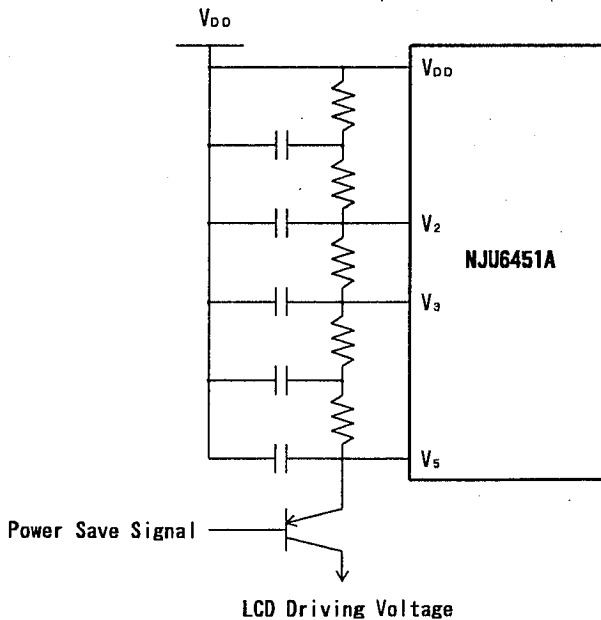 VDD
VDD
V2
NJU6451A
V3
V5
Power Save Signal
LCD Driving Voltage